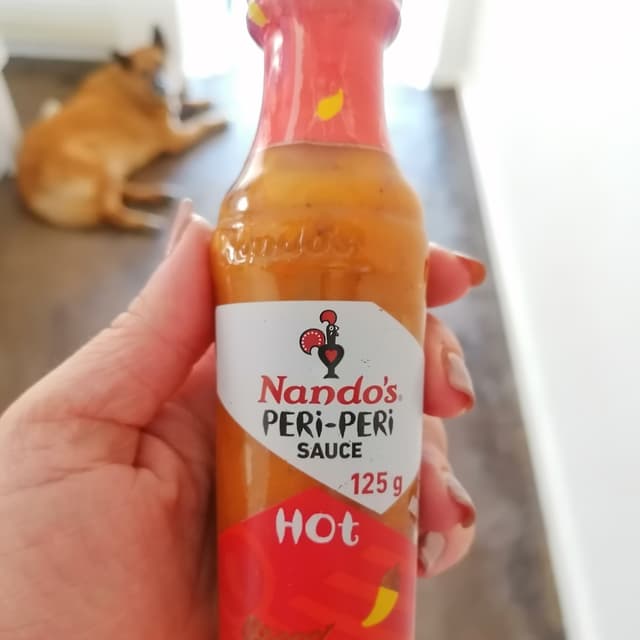 Nando's
Nando's
PERi-PERi
SAUCE
125 g
HOt